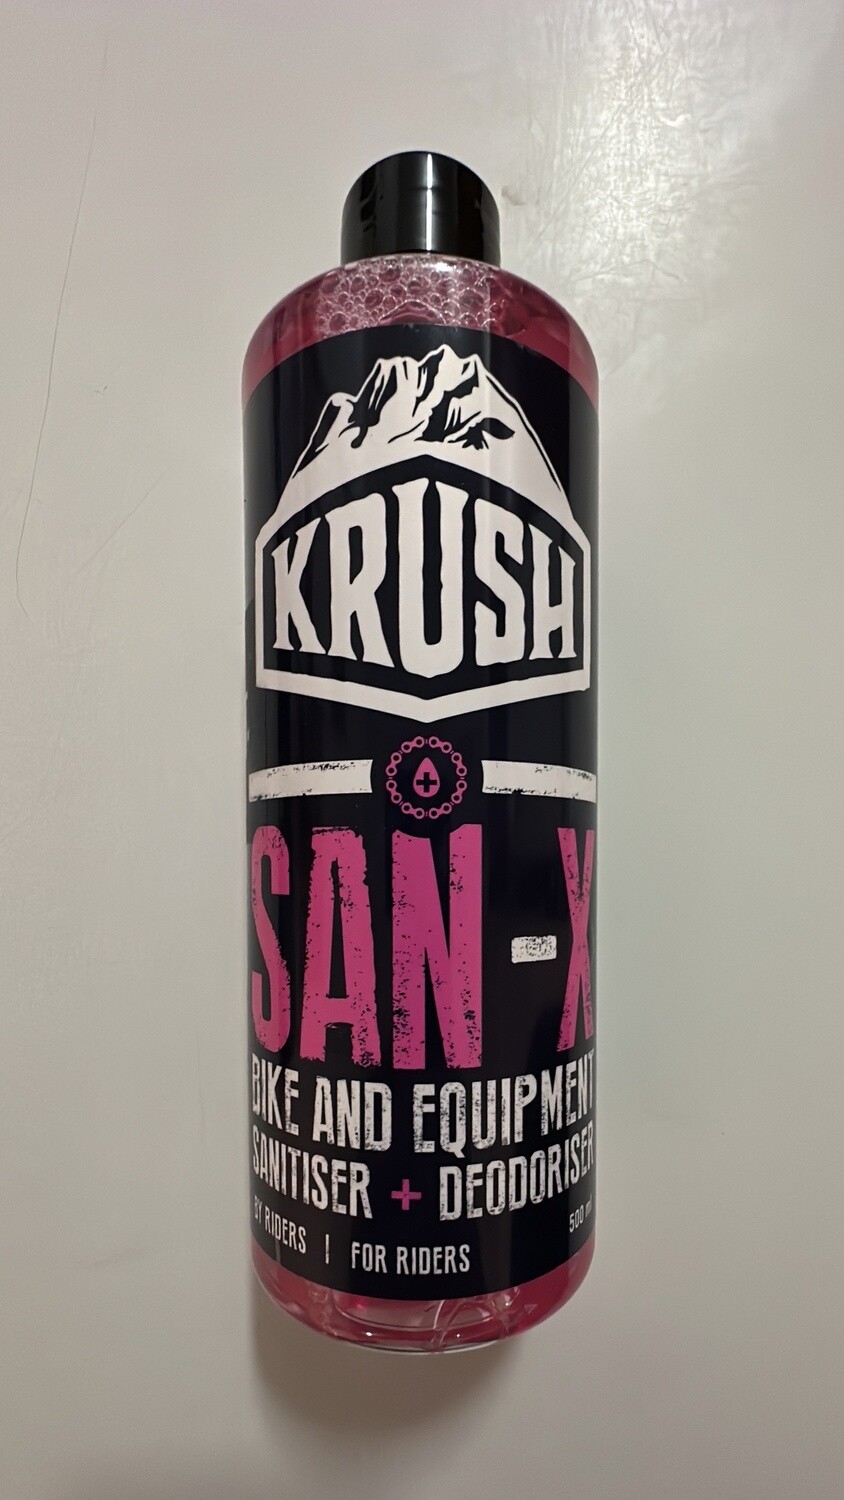 KRUSH
SAN-X
BIKE AND EQUIPMENT
SANITISER + DEODORISER
BY RIDERS | FOR RIDERS
500 ml